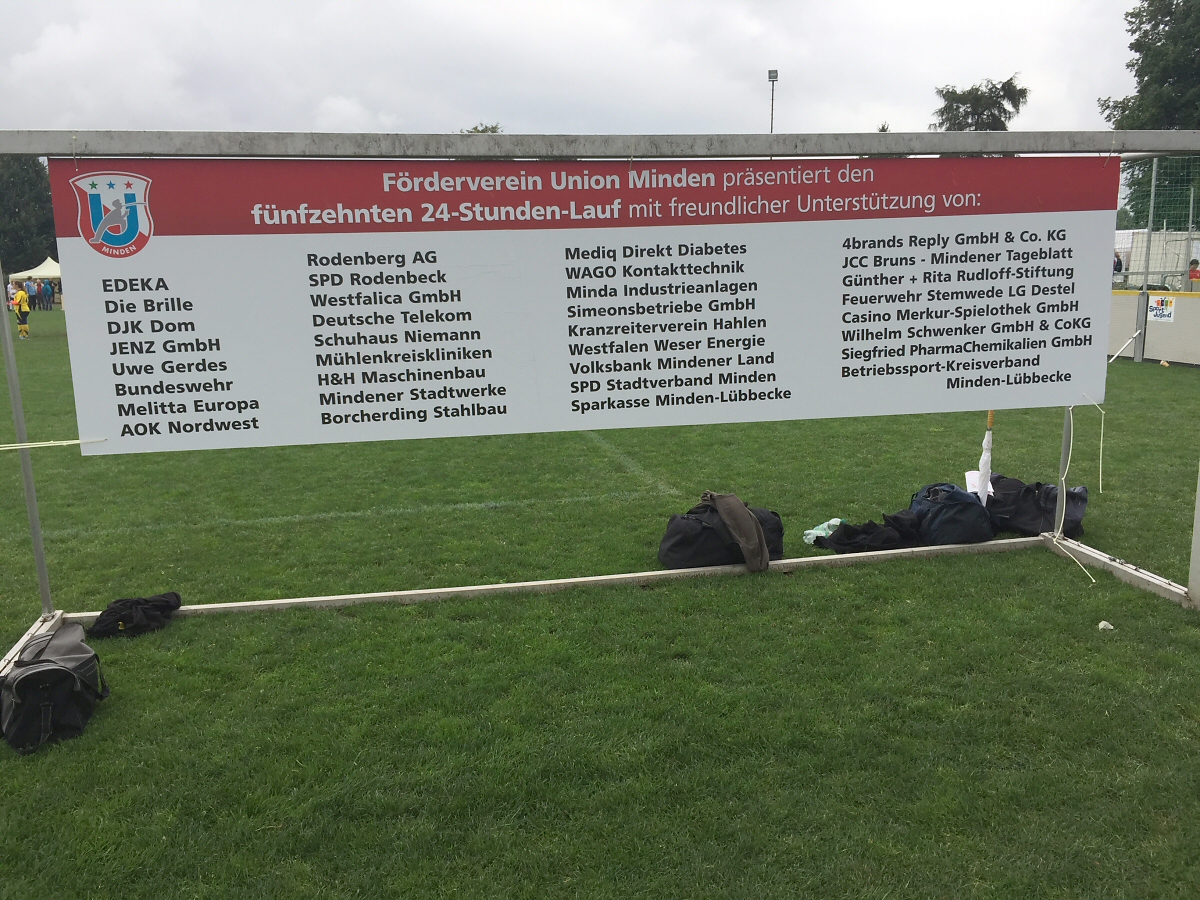 Förderverein Union Minden präsentiert den
fünfzehnten 24-Stunden-Lauf mit freundlicher Unterstützung von:
U
MINDEN
EDEKA
Die Brille
DJK Dom
JENZ GmbH
Uwe Gerdes
Bundeswehr
Melitta Europa
AOK Nordwest
Rodenberg AG
SPD Rodenbeck
Westfalica GmbH
Deutsche Telekom
Schuhaus Niemann
Mühlenkreiskliniken
H&H Maschinenbau
Mindener Stadtwerke
Borcherding Stahlbau
Mediq Direkt Diabetes
WAGO Kontakttechnik
Minda Industrieanlagen
Simeonsbetriebe GmbH
Kranzreiterverein Hahlen
Westfalen Weser Energie
Volksbank Mindener Land
SPD Stadtverband Minden
Sparkasse Minden-Lübbecke
4brands Reply GmbH & Co. KG
JCC Bruns - Mindener Tageblatt
Günther + Rita Rudloff-Stiftung
Feuerwehr Stemwede LG Destel
Casino Merkur-Spielothek GmbH
Wilhelm Schwenker GmbH & CoKG
Siegfried PharmaChemikalien GmbH
Betriebssport-Kreisverband
Minden-Lübbecke
Sport
Jugend